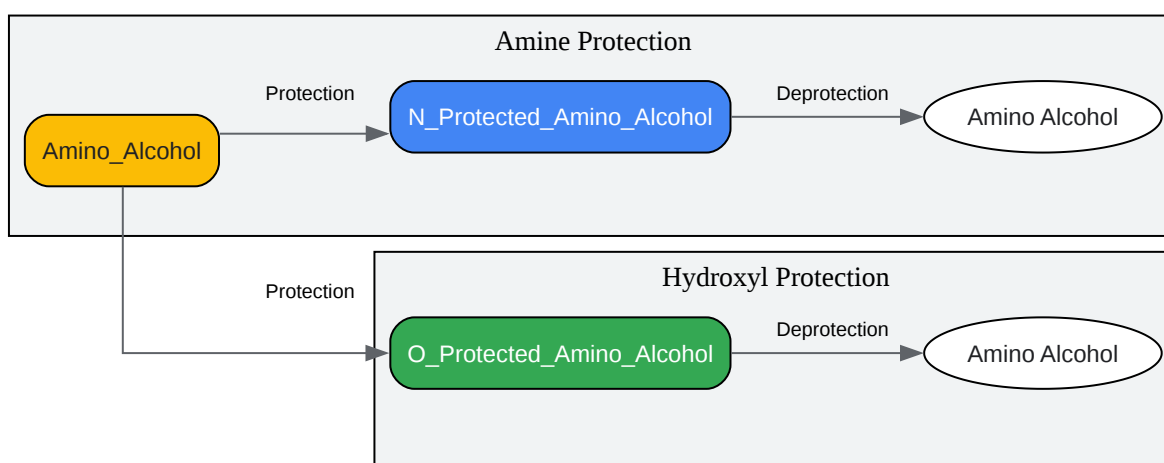 Amine Protection
Protection
Deprotection
Amino_Alcohol
N_Protected_Amino_Alcohol
Amino Alcohol
Hydroxyl Protection
Protection
Deprotection
O_Protected_Amino_Alcohol
Amino Alcohol